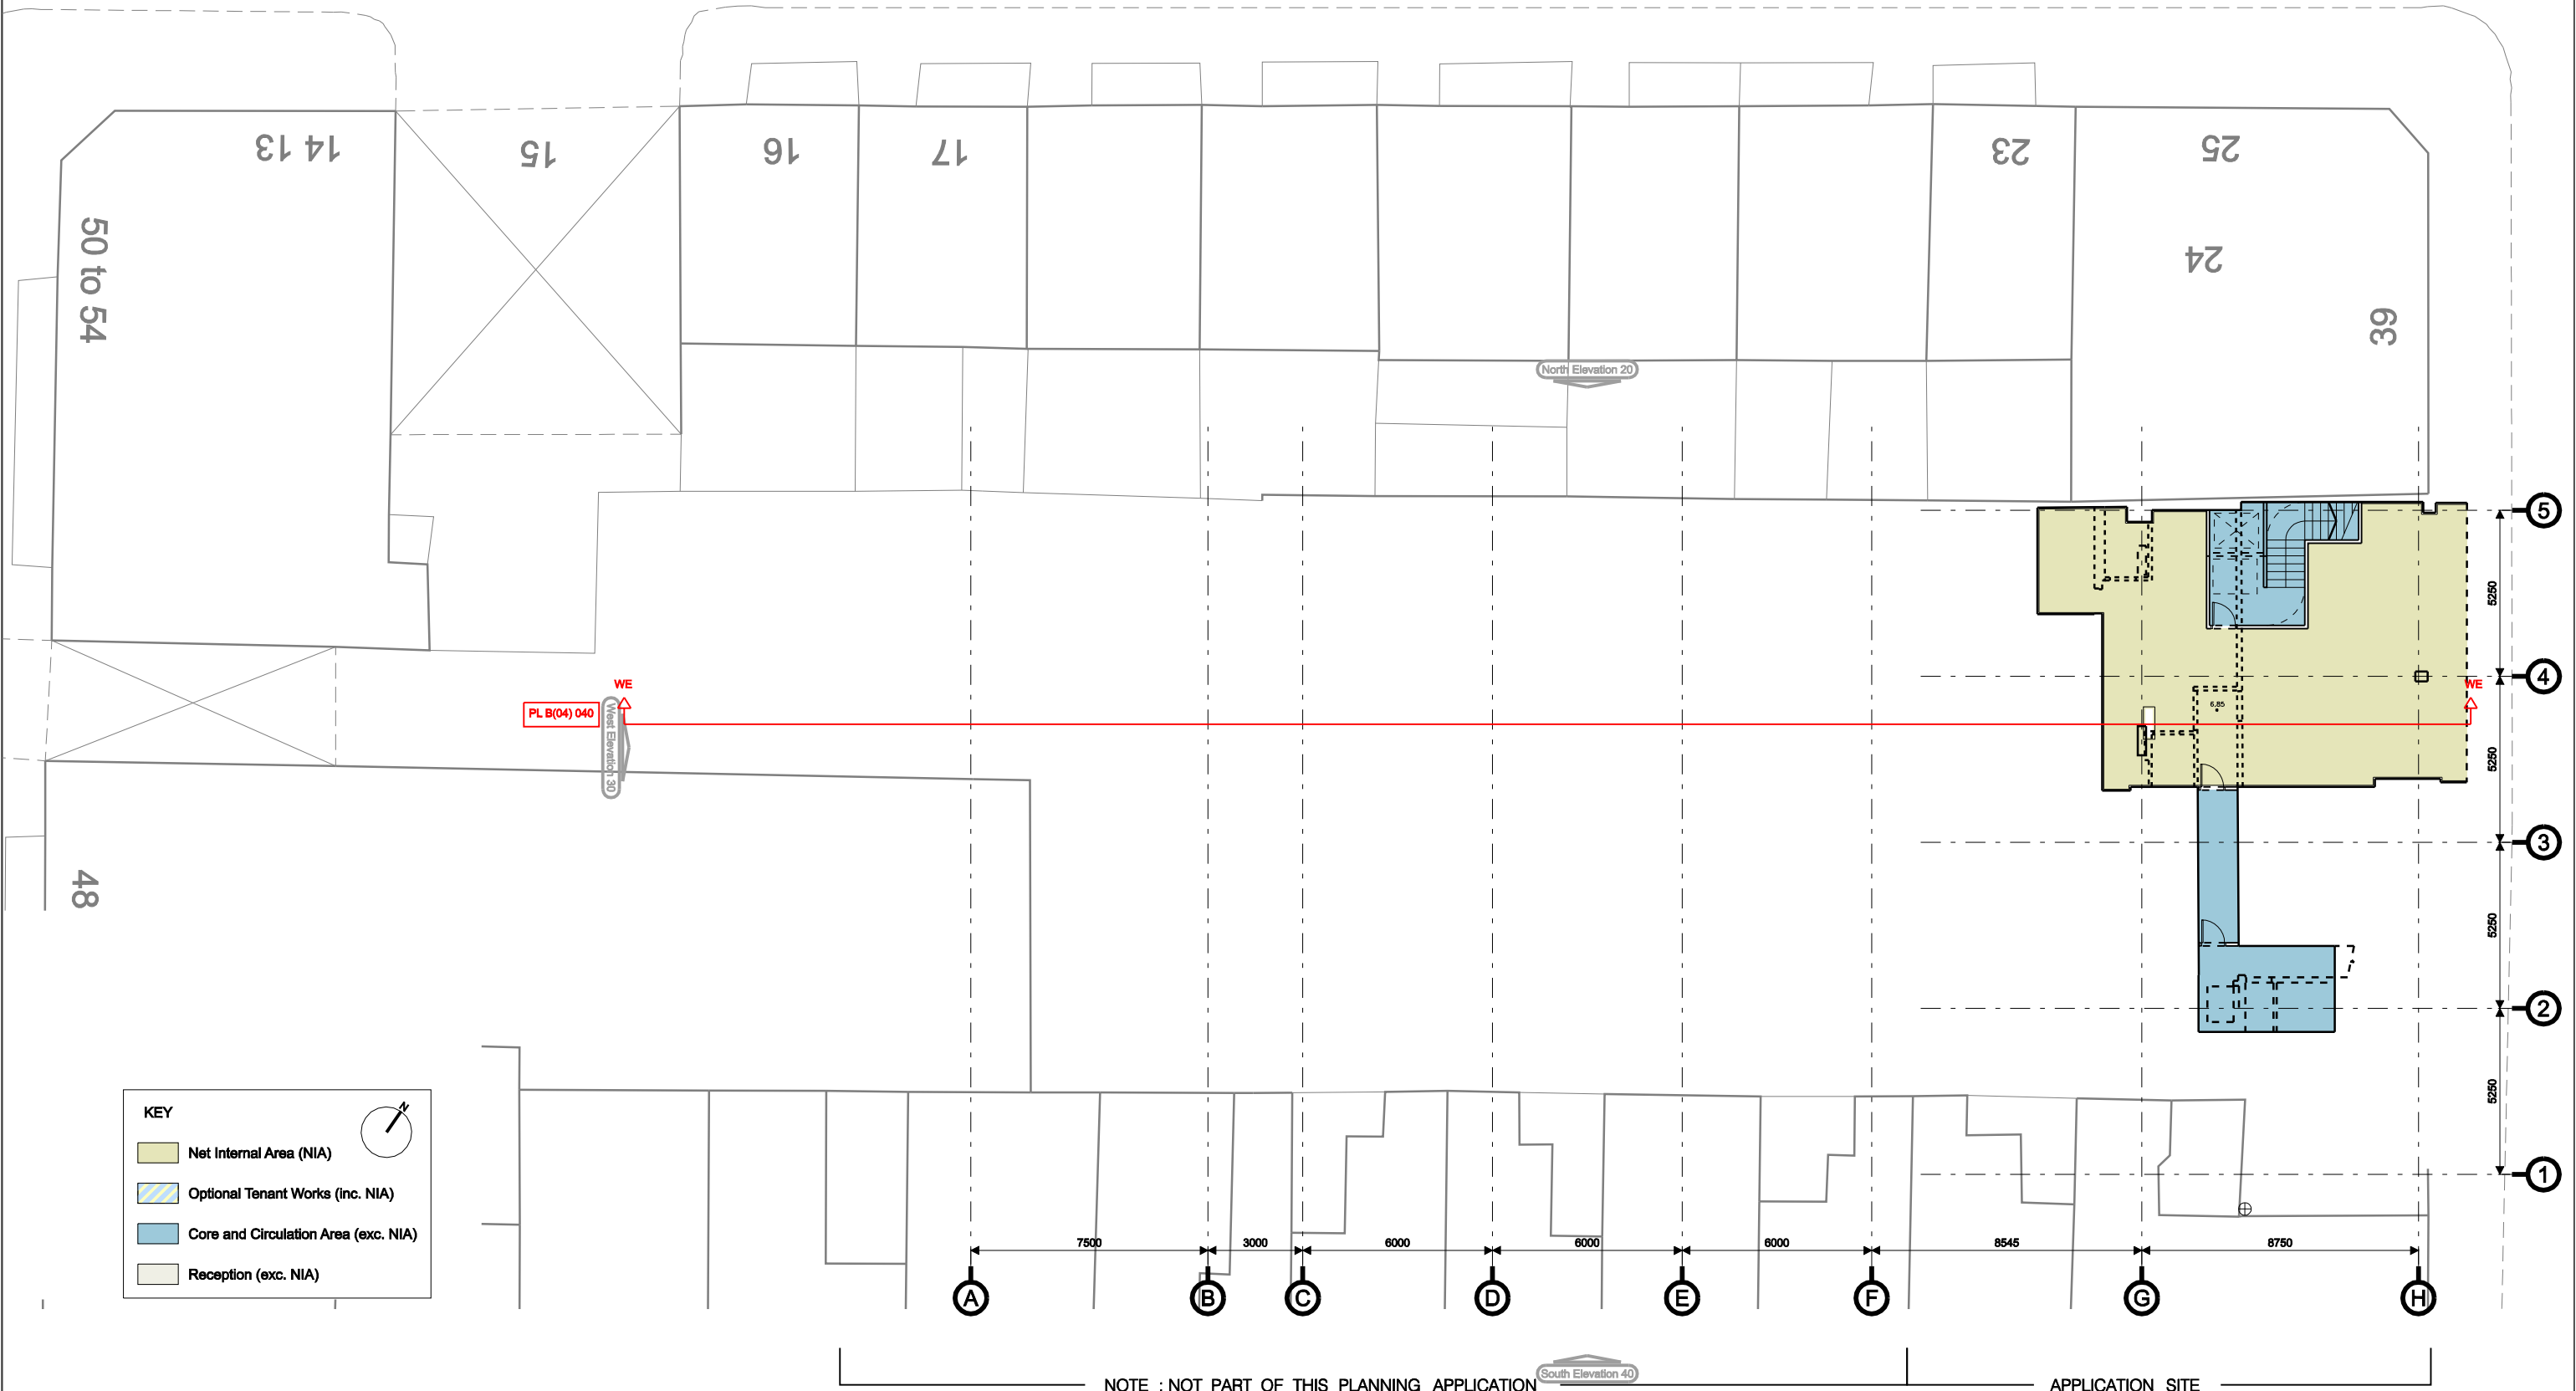 14 13
15
16
17
23
25
24
39
50 to 54
48
North Elevation 20
West Elevation 30
PL B(04) 040
WE
WE
6.85
5
4
3
2
1
5250
5250
5250
5250
KEY
N
Net Internal Area (NIA)
Optional Tenant Works (inc. NIA)
Core and Circulation Area (exc. NIA)
Reception (exc. NIA)
7500
3000
6000
6000
6000
8545
8750
A
B
C
D
E
F
G
H
South Elevation 40
NOTE : NOT PART OF THIS PLANNING APPLICATION
APPLICATION SITE